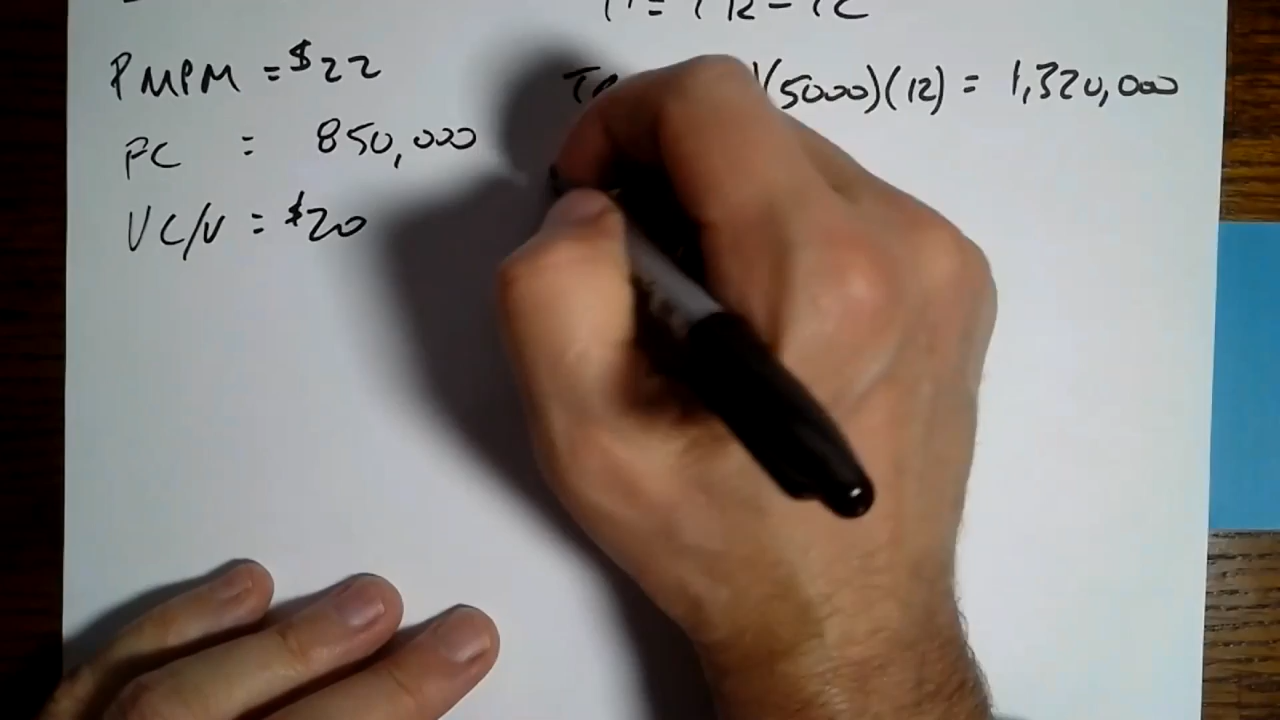 PMPM = $22
FC = 850,000
VC/V = $20
(5000)(12) = 1,320,000